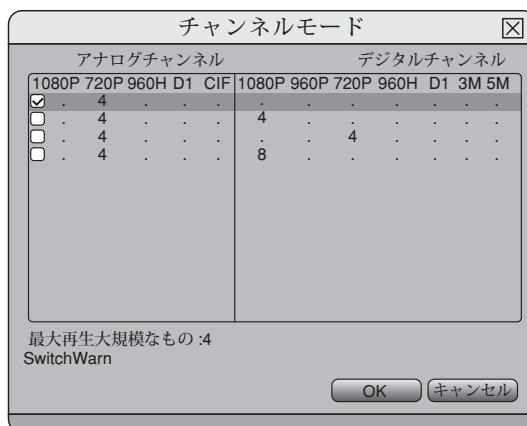 チャンネルモード
アナログチャンネル デジタルチャンネル
1080P 720P 960H D1 CIF 1080P 960P 720P 960H D1 3M 5M
. 4 . . . . . . . . . .
. 4 . . . 4 . . . . . .
. 4 . . . . . 4 . . . .
. 4 . . . 8 . . . . . .
最大再生大規模なもの :4
SwitchWarn
OK キャンセル